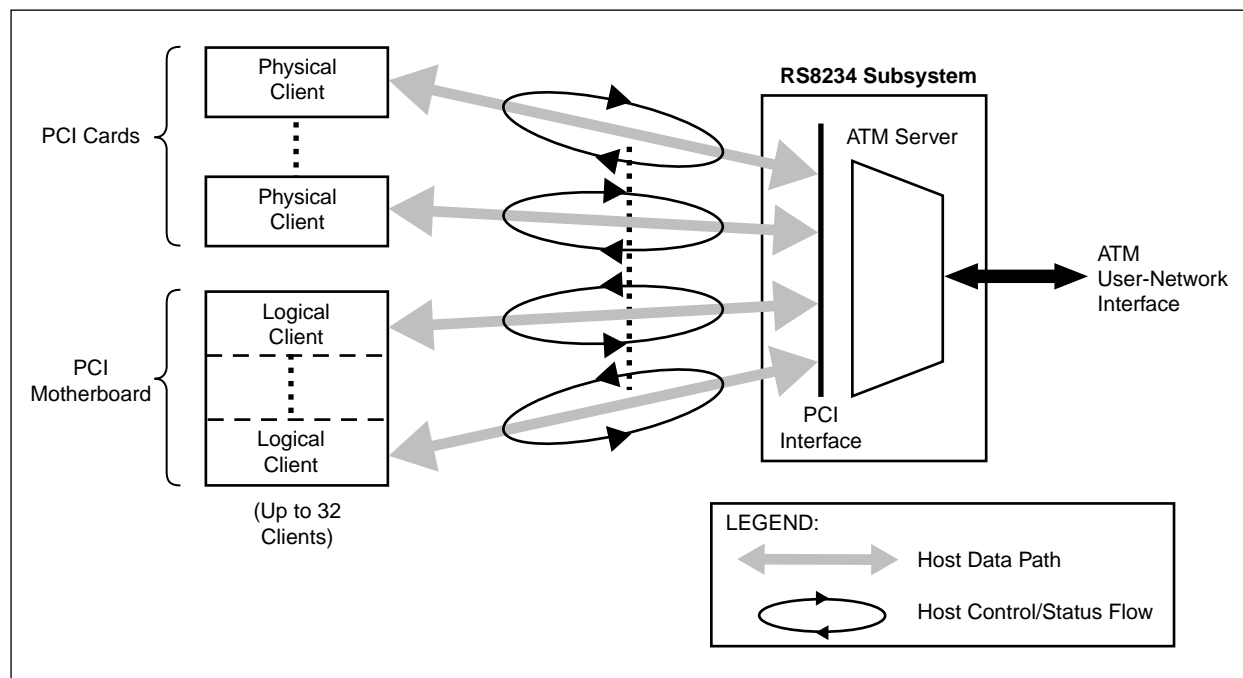 PCI Cards
Physical
Client
Physical
Client
PCI
Motherboard
Logical
Client
Logical
Client
(Up to 32
Clients)
RS8234 Subsystem
ATM Server
PCI
Interface
ATM
User-Network
Interface
LEGEND:
Host Data Path
Host Control/Status Flow